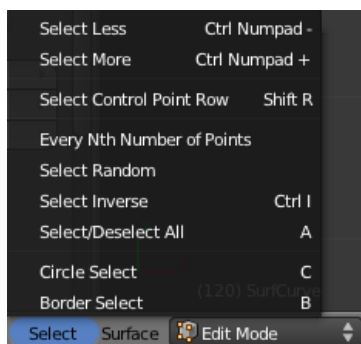 Select Less Ctrl Numpad -
Select More Ctrl Numpad +
Select Control Point Row Shift R
Every Nth Number of Points
Select Random
Select Inverse Ctrl I
Select/Deselect All A
Circle Select C
(120) SurfCurve
Border Select B
Select Surface Edit Mode